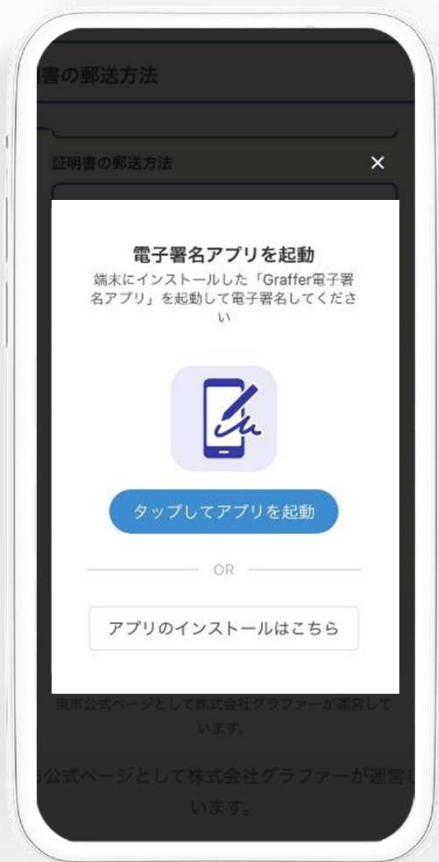 書の郵送方法
証明書の郵送方法
×
電子署名アプリを起動
端末にインストールした「Graffer電子署
名アプリ」を起動して電子署名してくださ
い
タップしてアプリを起動
OR
アプリのインストールはこちら
東市公式ページとして株式会社グラファーが運営して
います。
公式ページとして株式会社グラファーが運営し
います。